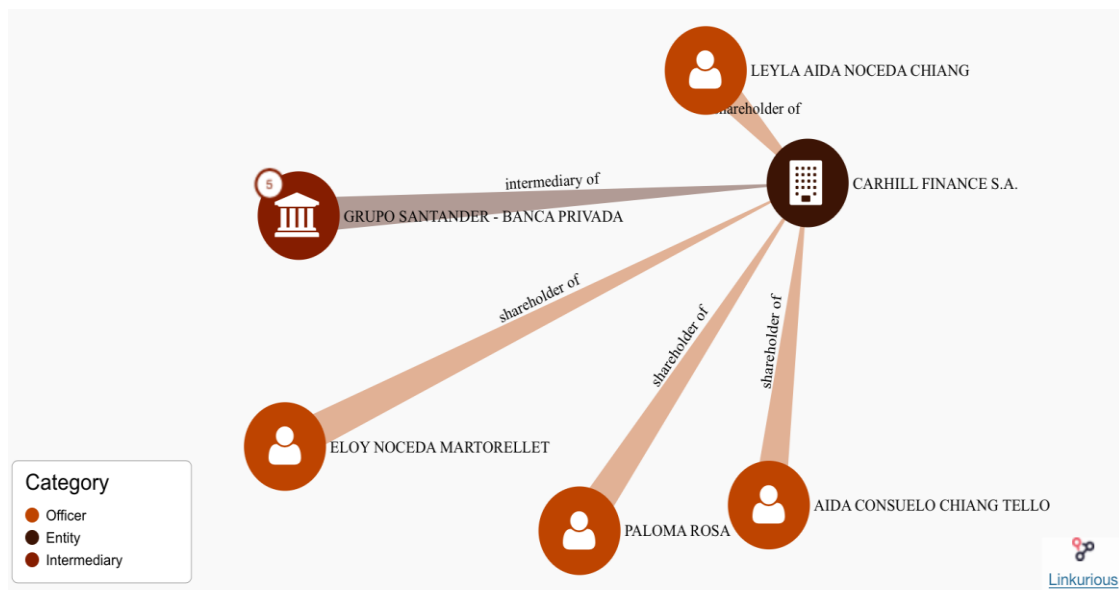 LEYLA AIDA NOCEDA CHIANG
shareholder of
CARHILL FINANCE S.A.
intermediary of
5
GRUPO SANTANDER - BANCA PRIVADA
shareholder of
shareholder of
shareholder of
ELOY NOCEDA MARTORELLET
PALOMA ROSA
AIDA CONSUELO CHIANG TELLO
Category
Officer
Entity
Intermediary
Linkurious